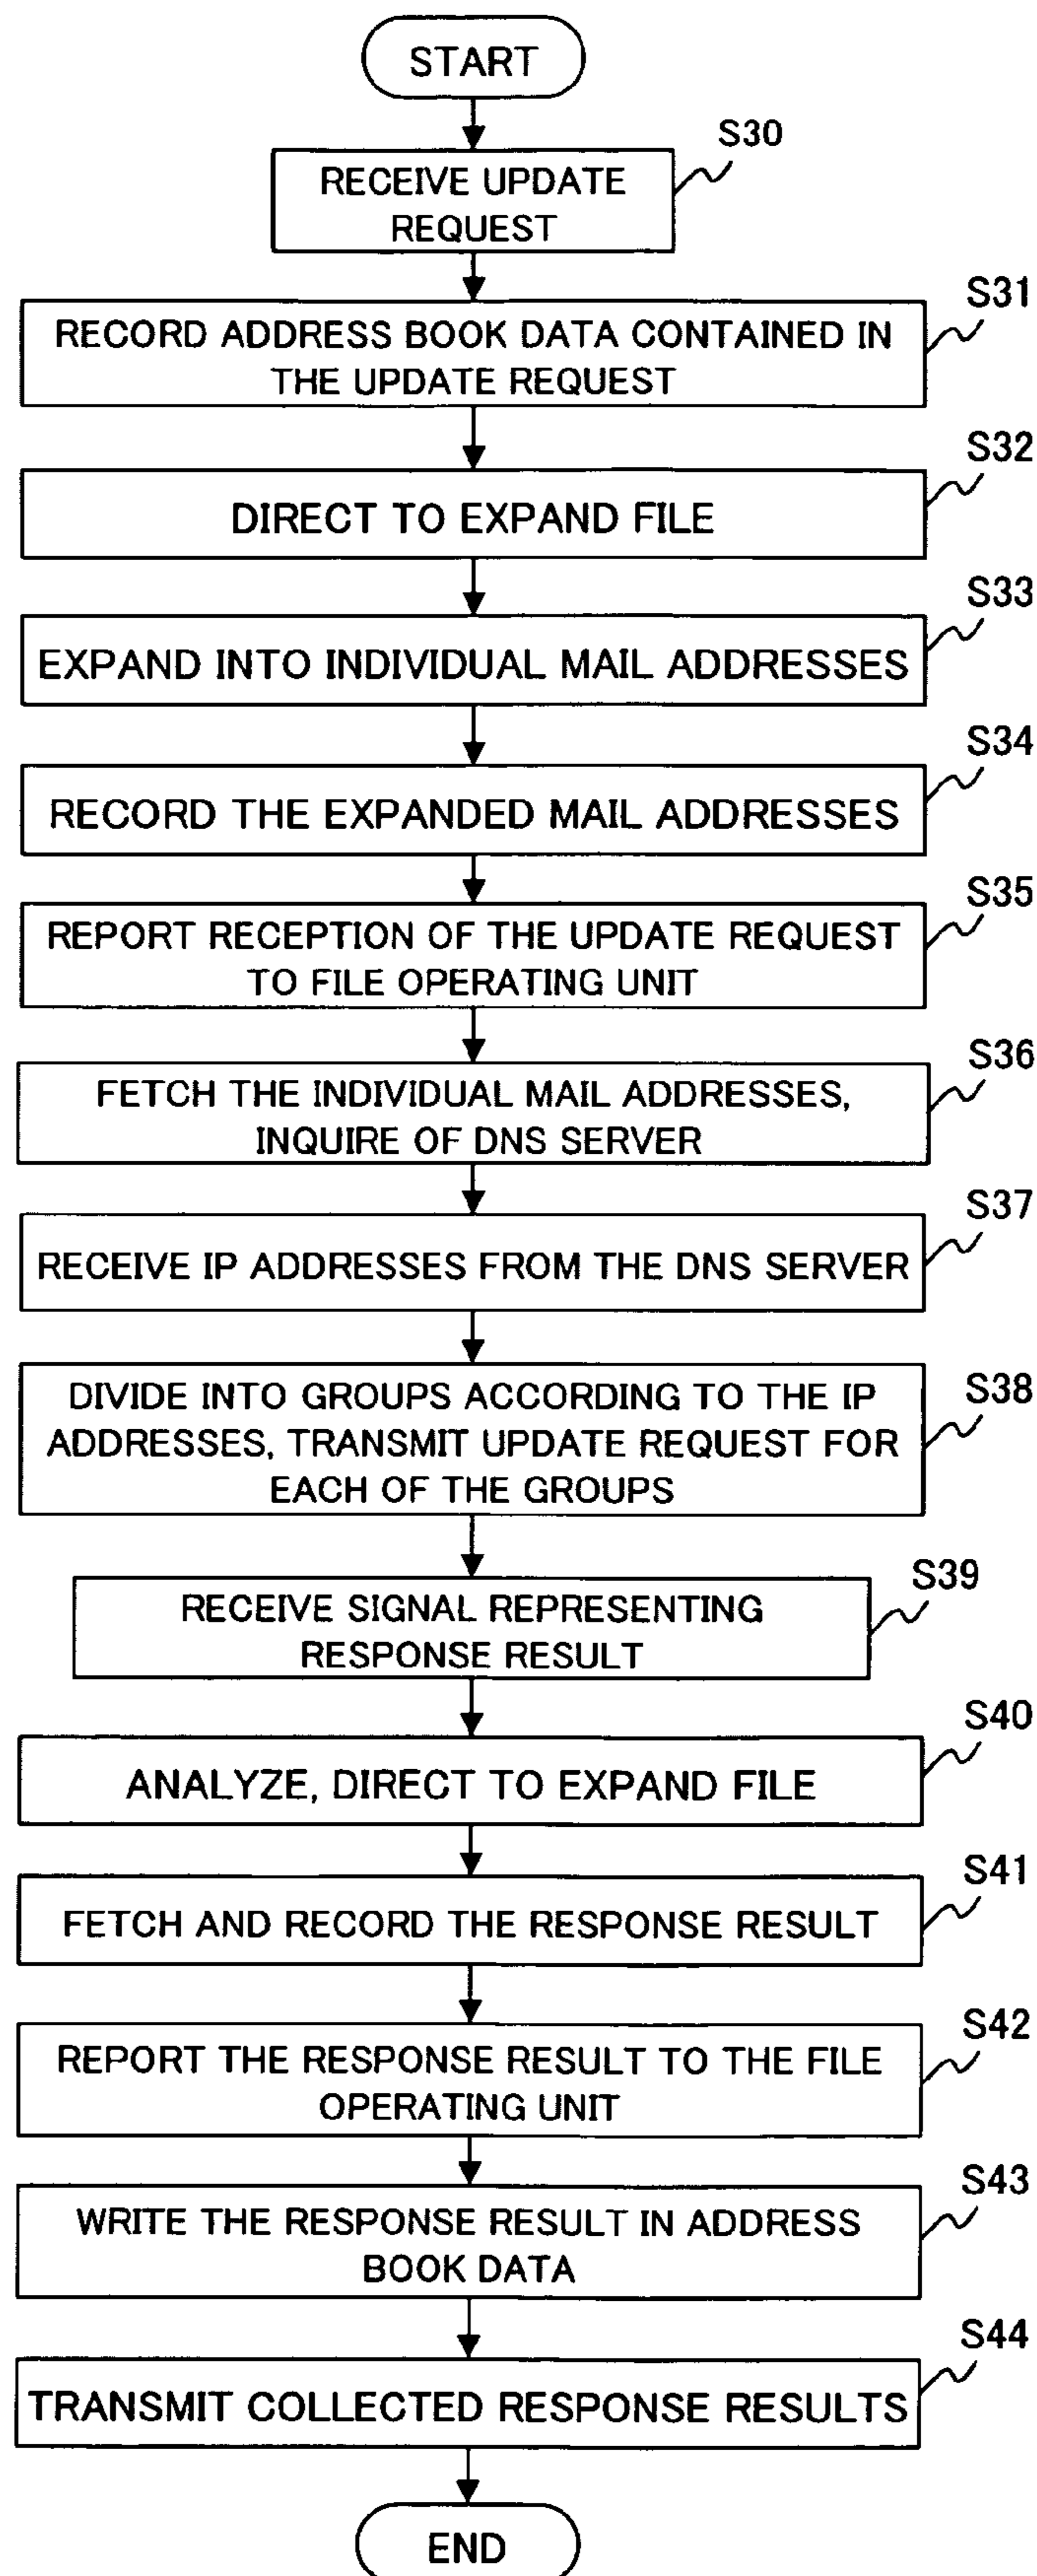 START
S30
RECEIVE UPDATE
REQUEST
S31
RECORD ADDRESS BOOK DATA CONTAINED IN
THE UPDATE REQUEST
S32
DIRECT TO EXPAND FILE
S33
EXPAND INTO INDIVIDUAL MAIL ADDRESSES
S34
RECORD THE EXPANDED MAIL ADDRESSES
S35
REPORT RECEPTION OF THE UPDATE REQUEST
TO FILE OPERATING UNIT
S36
FETCH THE INDIVIDUAL MAIL ADDRESSES,
INQUIRE OF DNS SERVER
S37
RECEIVE IP ADDRESSES FROM THE DNS SERVER
S38
DIVIDE INTO GROUPS ACCORDING TO THE IP
ADDRESSES, TRANSMIT UPDATE REQUEST FOR
EACH OF THE GROUPS
S39
RECEIVE SIGNAL REPRESENTING
RESPONSE RESULT
S40
ANALYZE, DIRECT TO EXPAND FILE
S41
FETCH AND RECORD THE RESPONSE RESULT
S42
REPORT THE RESPONSE RESULT TO THE FILE
OPERATING UNIT
S43
WRITE THE RESPONSE RESULT IN ADDRESS
BOOK DATA
S44
TRANSMIT COLLECTED RESPONSE RESULTS
END